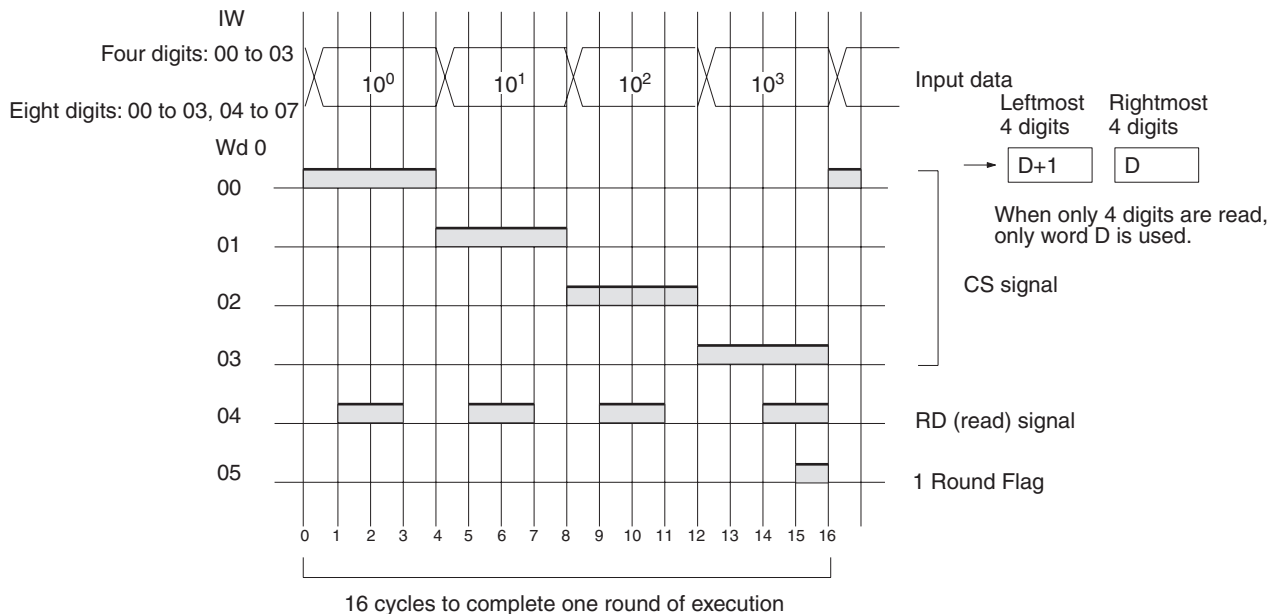 IW
Four digits: 00 to 03
10⁰ 10¹ 10² 10³
Input data
Eight digits: 00 to 03, 04 to 07
Leftmost 4 digits
Rightmost 4 digits
Wd 0
D+1 D
00
When only 4 digits are read,
only word D is used.
01
CS signal
02
03
04
RD (read) signal
05
1 Round Flag
0 1 2 3 4 5 6 7 8 9 10 11 12 13 14 15 16
16 cycles to complete one round of execution